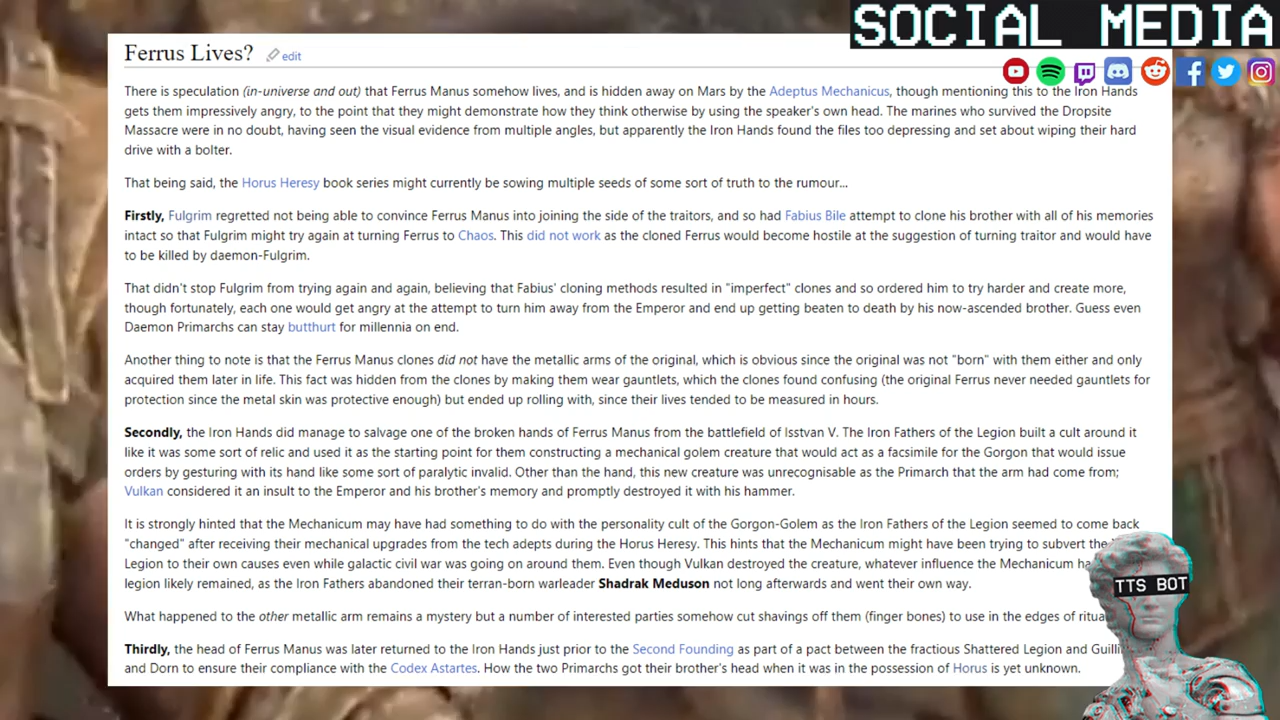 SOCIAL MEDIA
Ferrus Lives? edit
There is speculation (in-universe and out) that Ferrus Manus somehow lives, and is hidden away on Mars by the Adeptus Mechanicus, though mentioning this to the Iron Hands
gets them impressively angry, to the point that they might demonstrate how they think otherwise by using the speaker's own head. The marines who survived the Dropsite
Massacre were in no doubt, having seen the visual evidence from multiple angles, but apparently the Iron Hands found the files too depressing and set about wiping their hard
drive with a bolter.
That being said, the Horus Heresy book series might currently be sowing multiple seeds of some sort of truth to the rumour...
Firstly, Fulgrim regretted not being able to convince Ferrus Manus into joining the side of the traitors, and so had Fabius Bile attempt to clone his brother with all of his memories
intact so that Fulgrim might try again at turning Ferrus to Chaos. This did not work as the cloned Ferrus would become hostile at the suggestion of turning traitor and would have
to be killed by daemon-Fulgrim.
That didn't stop Fulgrim from trying again and again, believing that Fabius' cloning methods resulted in "imperfect" clones and so ordered him to try harder and create more,
though fortunately, each one would get angry at the attempt to turn him away from the Emperor and end up getting beaten to death by his now-ascended brother. Guess even
Daemon Primarchs can stay butthurt for millennia on end.
Another thing to note is that the Ferrus Manus clones did not have the metallic arms of the original, which is obvious since the original was not "born" with them either and only
acquired them later in life. This fact was hidden from the clones by making them wear gauntlets, which the clones found confusing (the original Ferrus never needed gauntlets for
protection since the metal skin was protective enough) but ended up rolling with, since their lives tended to be measured in hours.
Secondly, the Iron Hands did manage to salvage one of the broken hands of Ferrus Manus from the battlefield of Isstvan V. The Iron Fathers of the Legion built a cult around it
like it was some sort of relic and used it as the starting point for them constructing a mechanical golem creature that would act as a facsimile for the Gorgon that would issue
orders by gesturing with its hand like some sort of paralytic invalid. Other than the hand, this new creature was unrecognisable as the Primarch that the arm had come from;
Vulkan considered it an insult to the Emperor and his brother's memory and promptly destroyed it with his hammer.
It is strongly hinted that the Mechanicum may have had something to do with the personality cult of the Gorgon-Golem as the Iron Fathers of the Legion seemed to come back
"changed" after receiving their mechanical upgrades from the tech adepts during the Horus Heresy. This hints that the Mechanicum might have been trying to subvert the
Legion to their own causes even while galactic civil war was going on around them. Even though Vulkan destroyed the creature, whatever influence the Mechanicum
legion likely remained, as the Iron Fathers abandoned their terran-born warleader Shadrak Meduson not long afterwards and went their own way.
What happened to the other metallic arm remains a mystery but a number of interested parties somehow cut shavings off them (finger bones) to use in the edges of
Thirdly, the head of Ferrus Manus was later returned to the Iron Hands just prior to the Second Founding as part of a pact between the fractious Shattered Legion and
and Dorn to ensure their compliance with the Codex Astartes. How the two Primarchs got their brother's head when it was in the possession of Horus is yet unknown.
TTS BOT